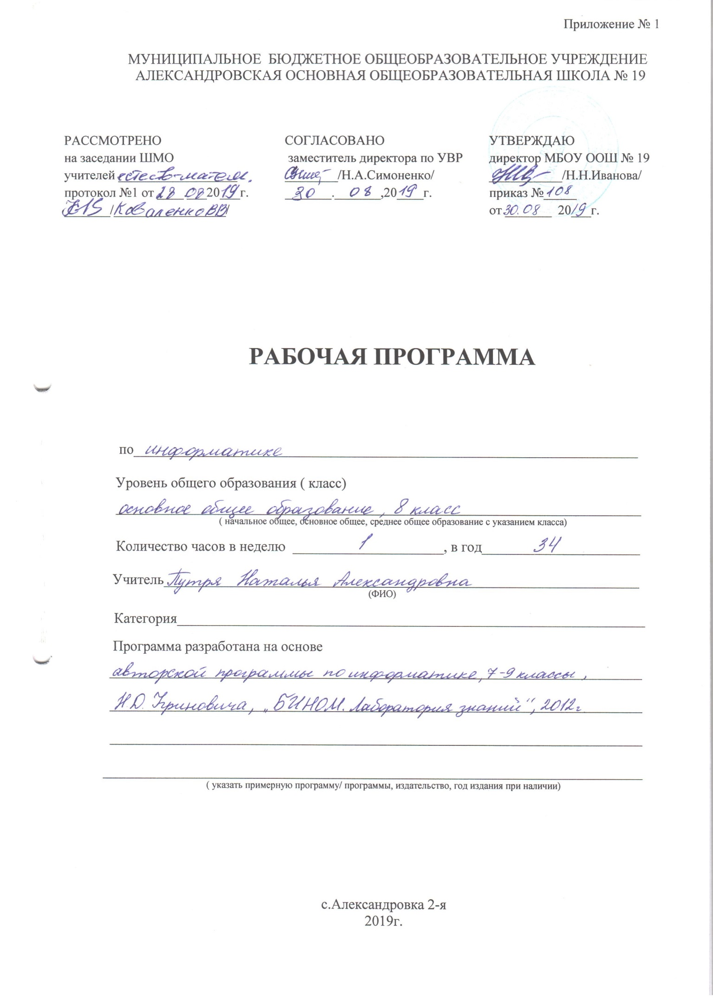 Приложение № 1
МУНИЦИПАЛЬНОЕ БЮДЖЕТНОЕ ОБЩЕОБРАЗОВАТЕЛЬНОЕ УЧРЕЖДЕНИЕ
АЛЕКСАНДРОВСКАЯ ОСНОВНАЯ ОБЩЕОБРАЗОВАТЕЛЬНАЯ ШКОЛА № 19
РАССМОТРЕНО
на заседании ШМО
учителей естеств-матем.
протокол №1 от 28 08 2019 г.
/Коваленко ВВ/
СОГЛАСОВАНО
заместитель директора по УВР
/Н.А.Симоненко/
30 . 08 ,2019 г.
УТВЕРЖДАЮ
директор МБОУ ООШ № 19
/Н.Н.Иванова/
приказ № 108
от 30.08 2019 г.
РАБОЧАЯ ПРОГРАММА
по информатике
Уровень общего образования ( класс)
основное общее образование , 8 класс
( начальное общее, основное общее, среднее общее образование с указанием класса)
Количество часов в неделю 1 , в год 34
Учитель Путря Наталья Александровна
(ФИО)
Категория
Программа разработана на основе
авторской программы по информатике, 7-9 классы ,
Н.Д. Угриновича, „БИНОМ. Лаборатория знаний", 2012г.
( указать примерную программу/ программы, издательство, год издания при наличии)
с.Александровка 2-я
2019г.